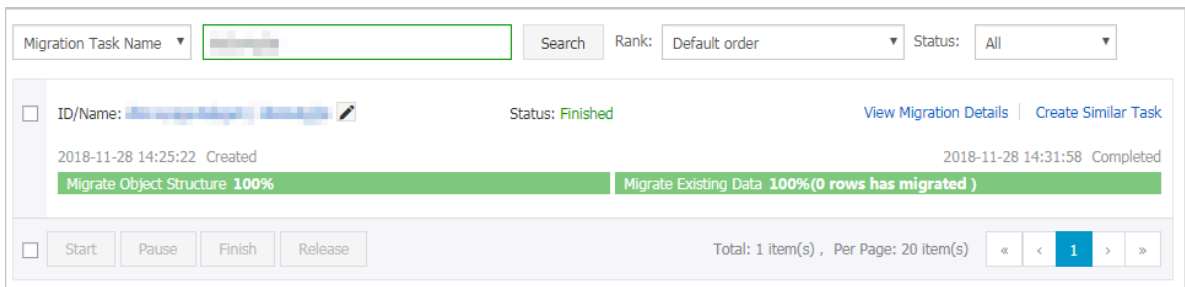 Migration Task Name Search Rank: Default order Status: All
ID/Name: Status: Finished View Migration Details Create Similar Task
2018-11-28 14:25:22 Created 2018-11-28 14:31:58 Completed
Migrate Object Structure 100% Migrate Existing Data 100%(0 rows has migrated )
Start Pause Finish Release Total: 1 item(s) , Per Page: 20 item(s) « ‹ 1 › »